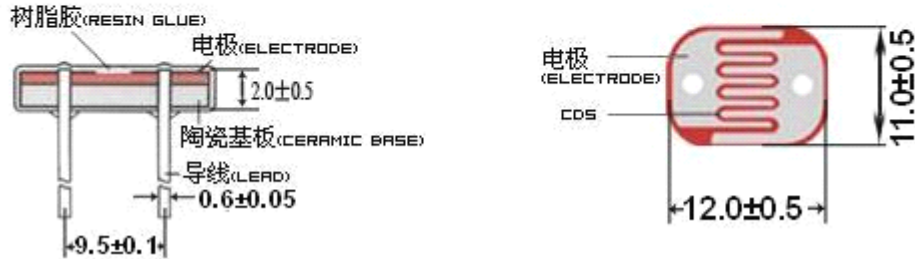 树脂胶(RESIN GLUE)
电极(ELECTRODE)
2.0±0.5
陶瓷基板(CERAMIC BASE)
导线(LEAD)
0.6±0.05
9.5±0.1
电极
(ELECTRODE)
CDS
11.0±0.5
12.0±0.5